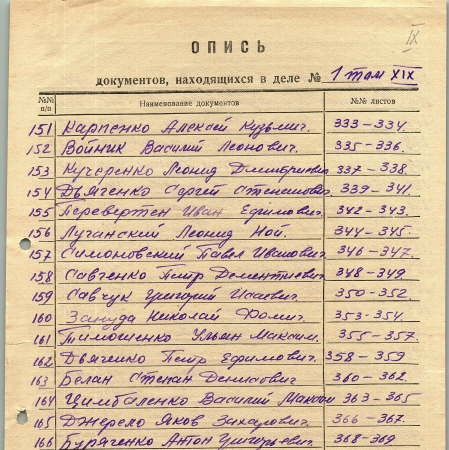 IX
ОПИСЬ
документов, находящихся в деле № 1 том XIX
№№ п/п Наименование документов №№ листов
151 Карпенко Алексей Кузьмич. 333-334.
152 Войник Василий Леонович. 335-336.
153 Кучеренко Леонид Дмитриевич 337-338.
154 Дьяченко Сергей Степанович 339-341.
155 Перевертен Иван Ефимович. 342-343.
156 Луганский Леонид Ной. 344-345.
157 Симоновский Павел Иванович. 346-347.
158 Савченко Петр Дементиевич 348-349
159 Савчук Григорий Исаевич. 350-352.
160 Зануда Николай Фомич. 353-354.
161 Тимошенко Ульян Максим. 355-357.
162 Дяченко Петр Ефимович. 358-359
163 Белан Степан Денисович 360-362.
164 Цимбаленко Василий Макси 363-365
165 Джерело Яков Захарович. 366-367.
166 Буряченко Антон Григорьевич. 368-369